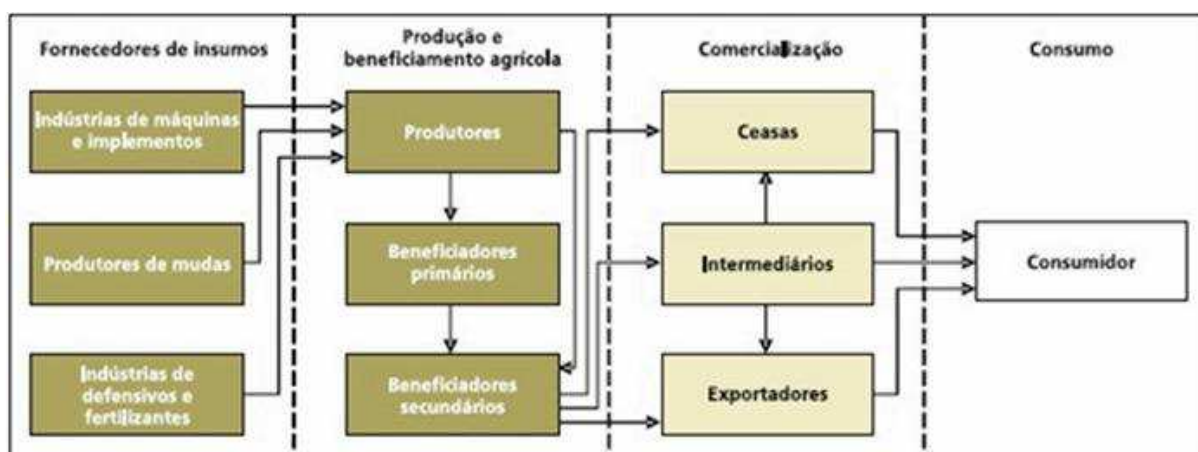 Fornecedores de insumos
Produção e
beneficiamento agrícola
Comercialização
Consumo
Indústrias de máquinas
e implementos
Produtores
Ceasas
Produtores de mudas
Beneficiadores
primários
Intermediários
Consumidor
Indústrias de
defensivos e
fertilizantes
Beneficiadores
secundários
Exportadores